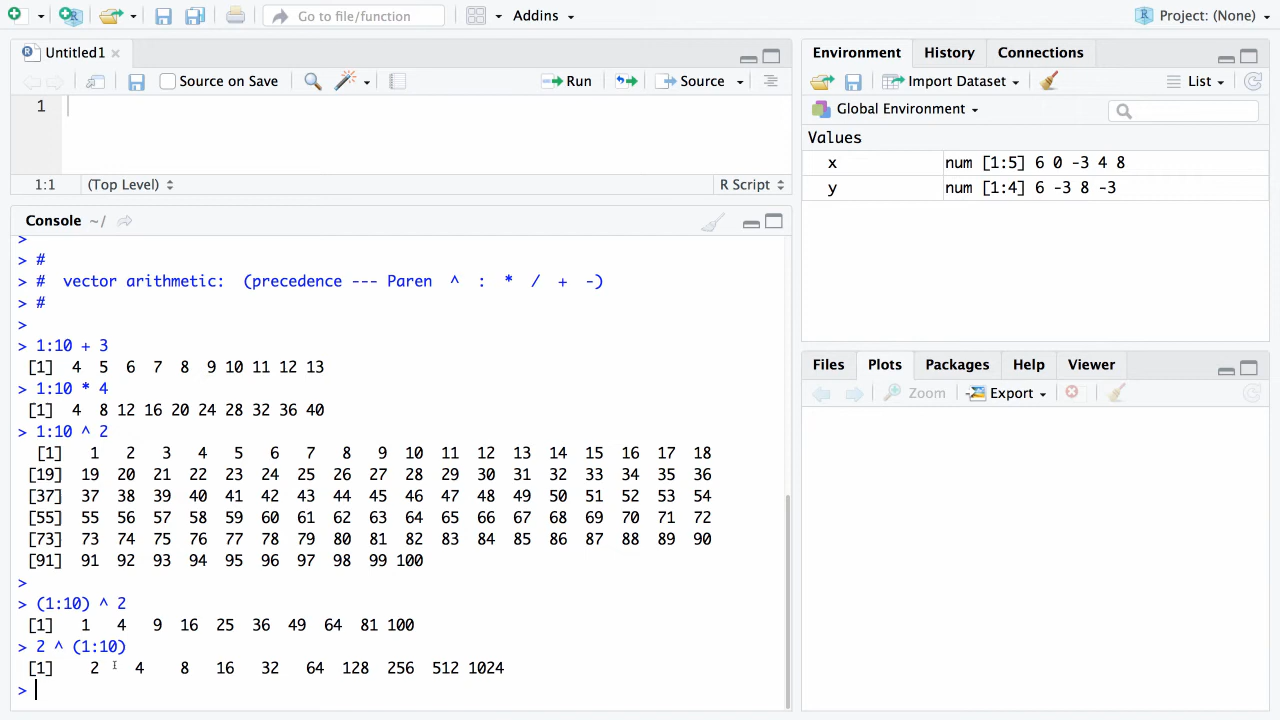 Go to file/function
Addins
Project: (None)
Untitled1
Source on Save
Run
Source
1
1:1
(Top Level)
R Script
Console ~/
>
> #
> #  vector arithmetic:  (precedence --- Paren  ^  :  *  /  +  -)
> #
>
> 1:10 + 3
[1]  4  5  6  7  8  9 10 11 12 13
> 1:10 * 4
[1]  4  8 12 16 20 24 28 32 36 40
> 1:10 ^ 2
[1]   1   2   3   4   5   6   7   8   9  10  11  12  13  14  15  16  17  18
[19]  19  20  21  22  23  24  25  26  27  28  29  30  31  32  33  34  35  36
[37]  37  38  39  40  41  42  43  44  45  46  47  48  49  50  51  52  53  54
[55]  55  56  57  58  59  60  61  62  63  64  65  66  67  68  69  70  71  72
[73]  73  74  75  76  77  78  79  80  81  82  83  84  85  86  87  88  89  90
[91]  91  92  93  94  95  96  97  98  99 100
>
> (1:10) ^ 2
[1]   1   4   9  16  25  36  49  64  81 100
> 2 ^ (1:10)
[1]    2    4    8   16   32   64  128  256  512 1024
>
Environment
History
Connections
Import Dataset
List
Global Environment
Values
x
num [1:5] 6 0 -3 4 8
y
num [1:4] 6 -3 8 -3
Files
Plots
Packages
Help
Viewer
Zoom
Export